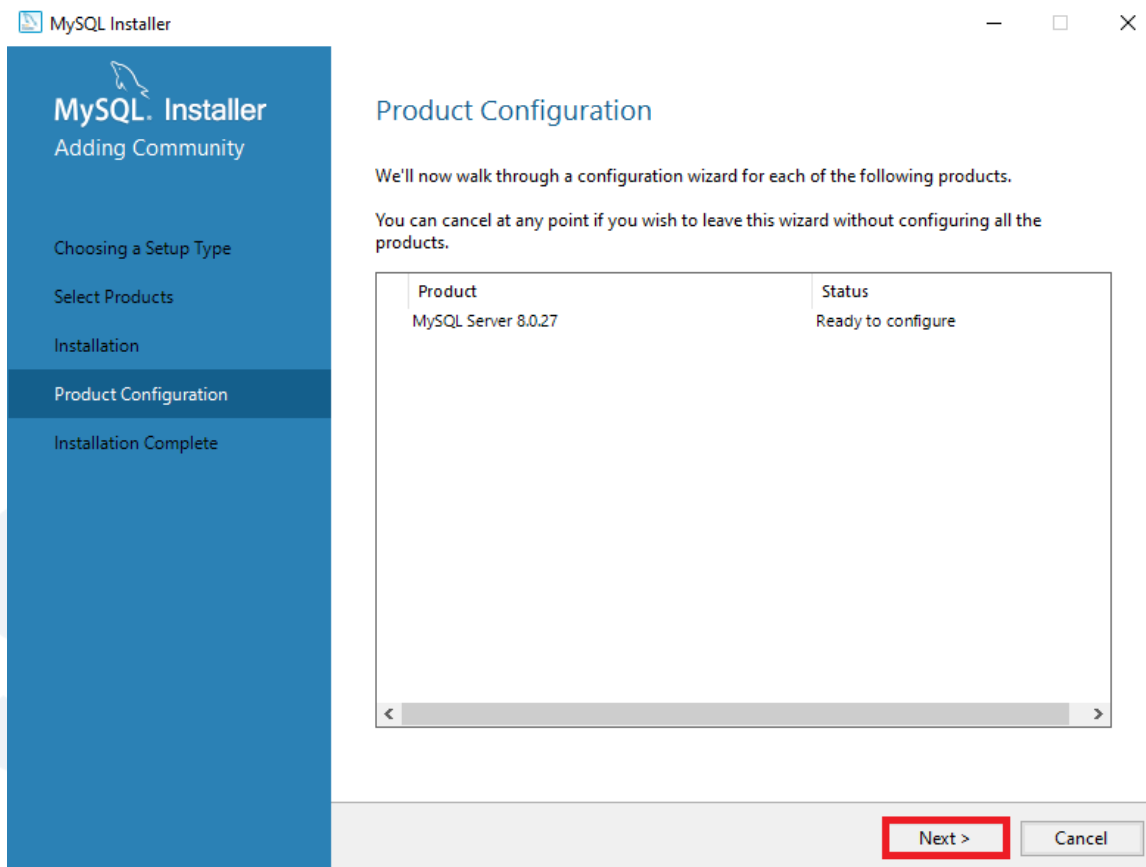 MySQL Installer
MySQL. Installer
Adding Community
Choosing a Setup Type
Select Products
Installation
Product Configuration
Installation Complete
Product Configuration
We'll now walk through a configuration wizard for each of the following products.
You can cancel at any point if you wish to leave this wizard without configuring all the
products.
Product Status
MySQL Server 8.0.27 Ready to configure
Next > Cancel